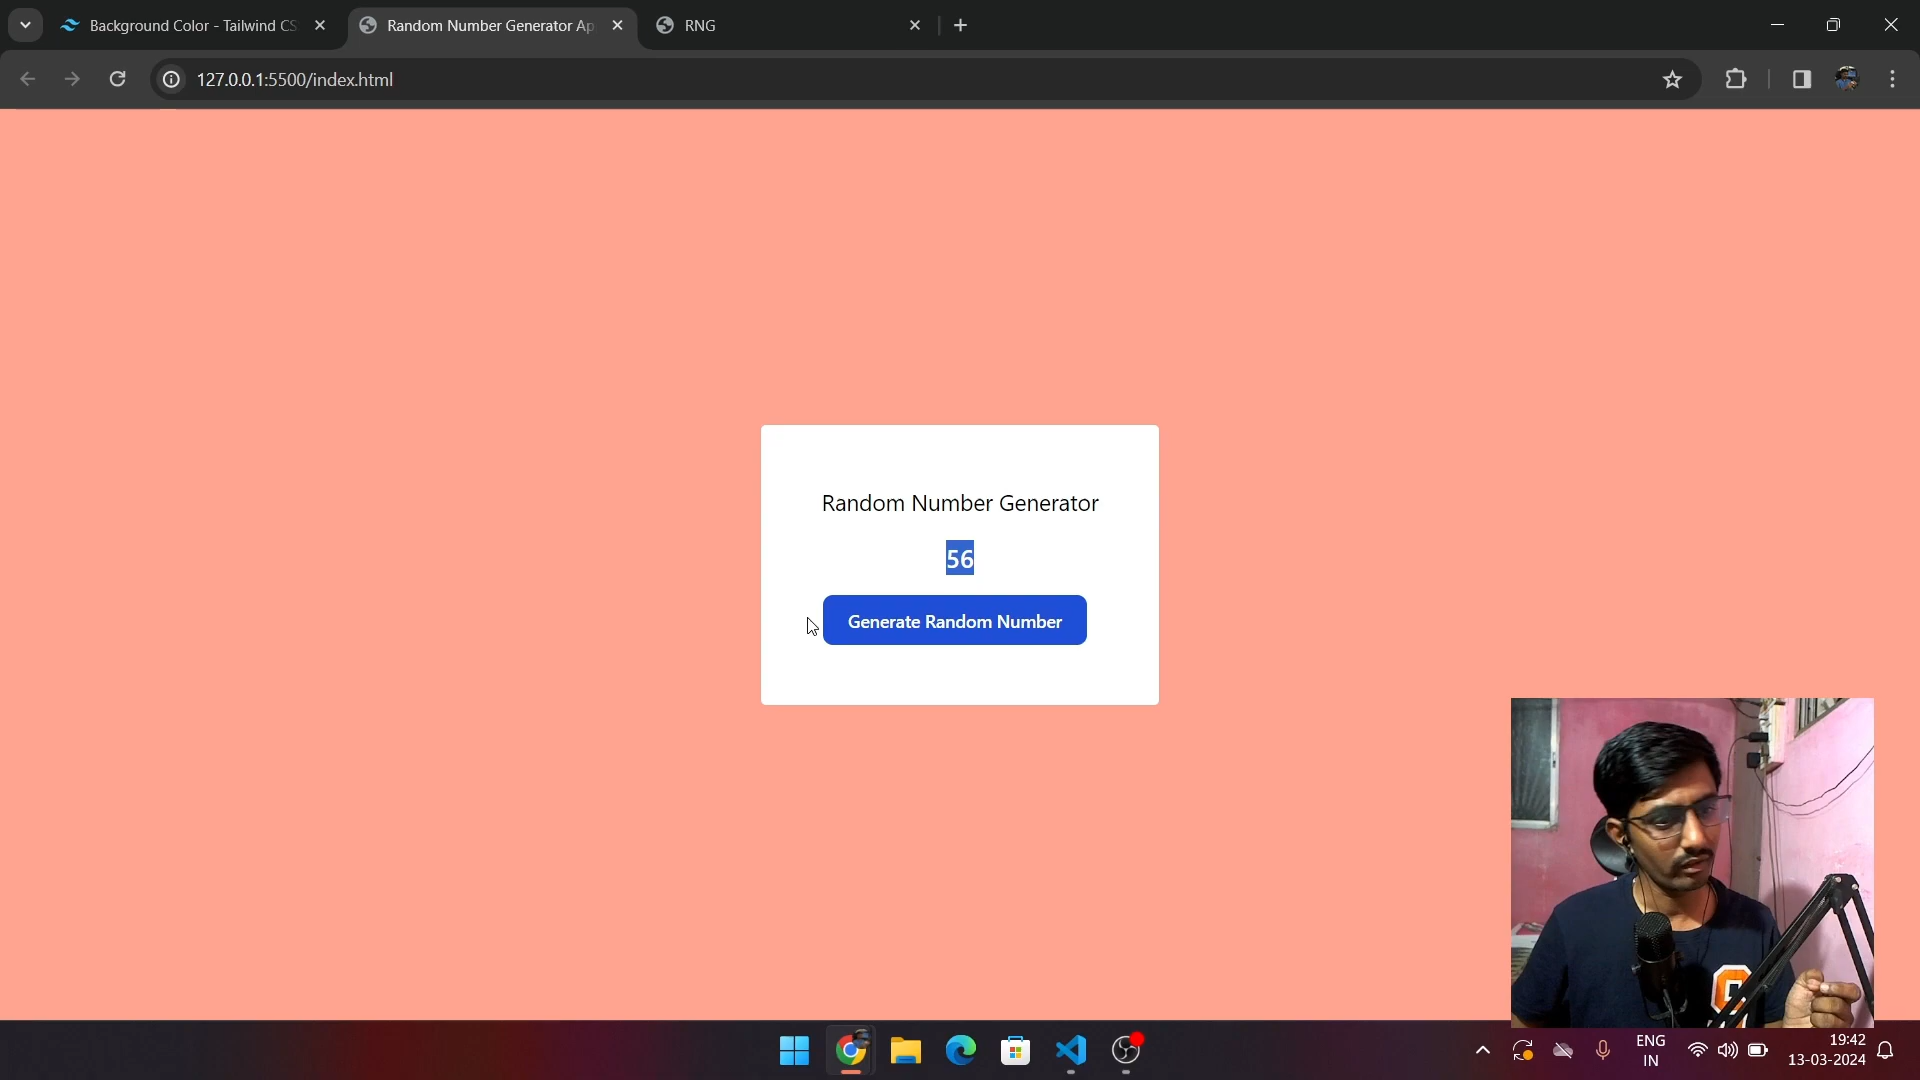 Background Color - Tailwind CS
Random Number Generator Ap
RNG
127.0.0.1:5500/index.html
Random Number Generator
56
Generate Random Number
ENG
IN
19:42
13-03-2024